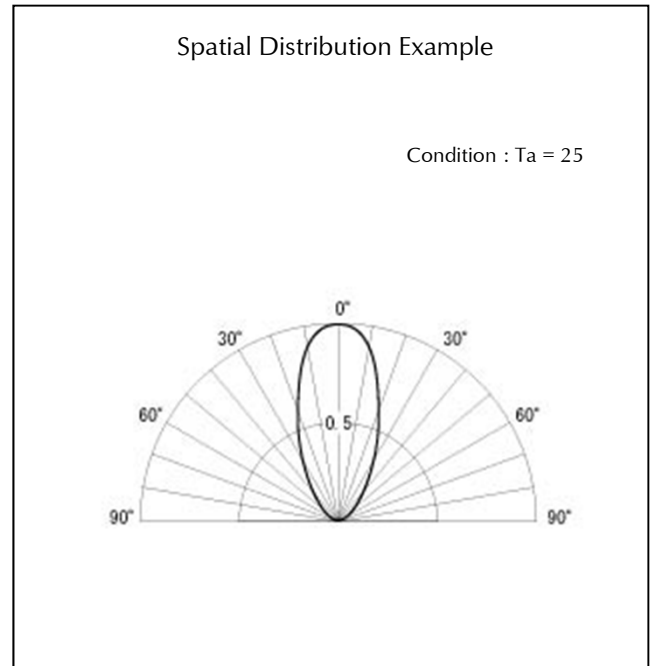 Spatial Distribution Example
Condition : Ta = 25
0°
30° 30°
60° 60°
0. 5
90° 90°